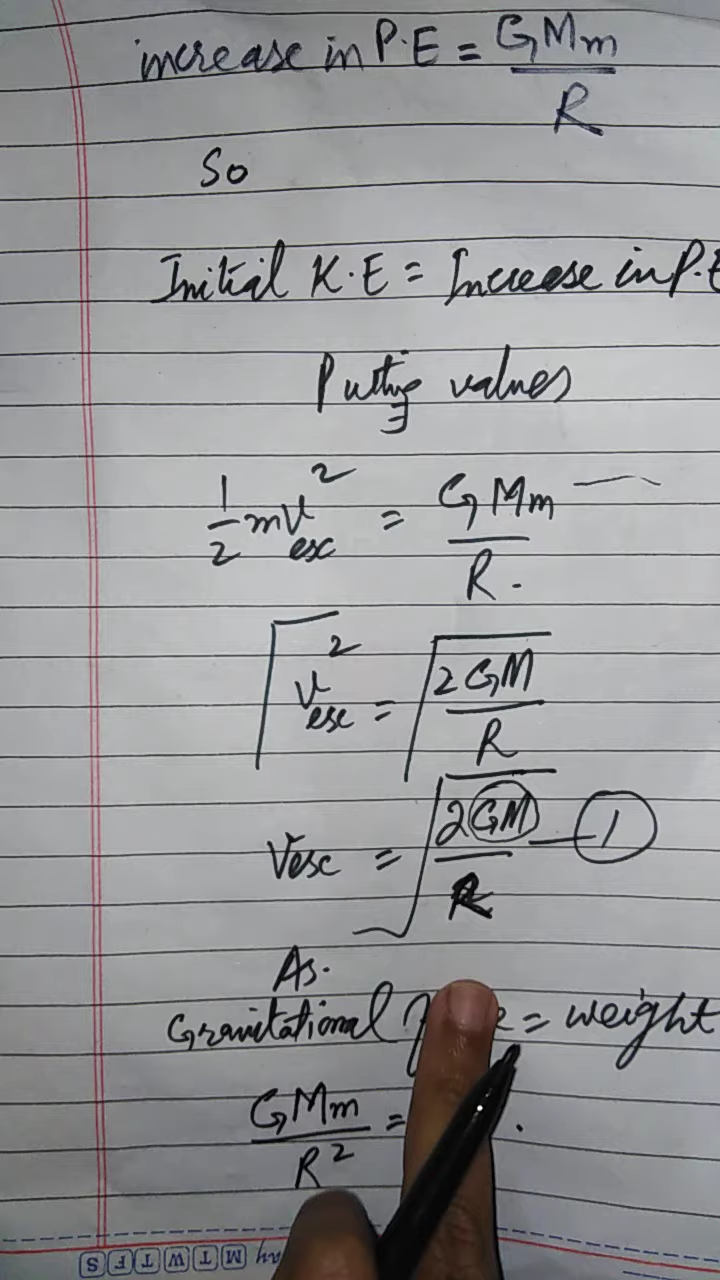 increase in P.E = GMm
R
So
Initial K.E = Increase in P.E
Putting values
1/2 mv²esc = GMm
R.
v²esc = √2GM
R
Vesc = √2GM — 1
R
As.
Gravitational = weight
GMm =
R²
S F T W T M